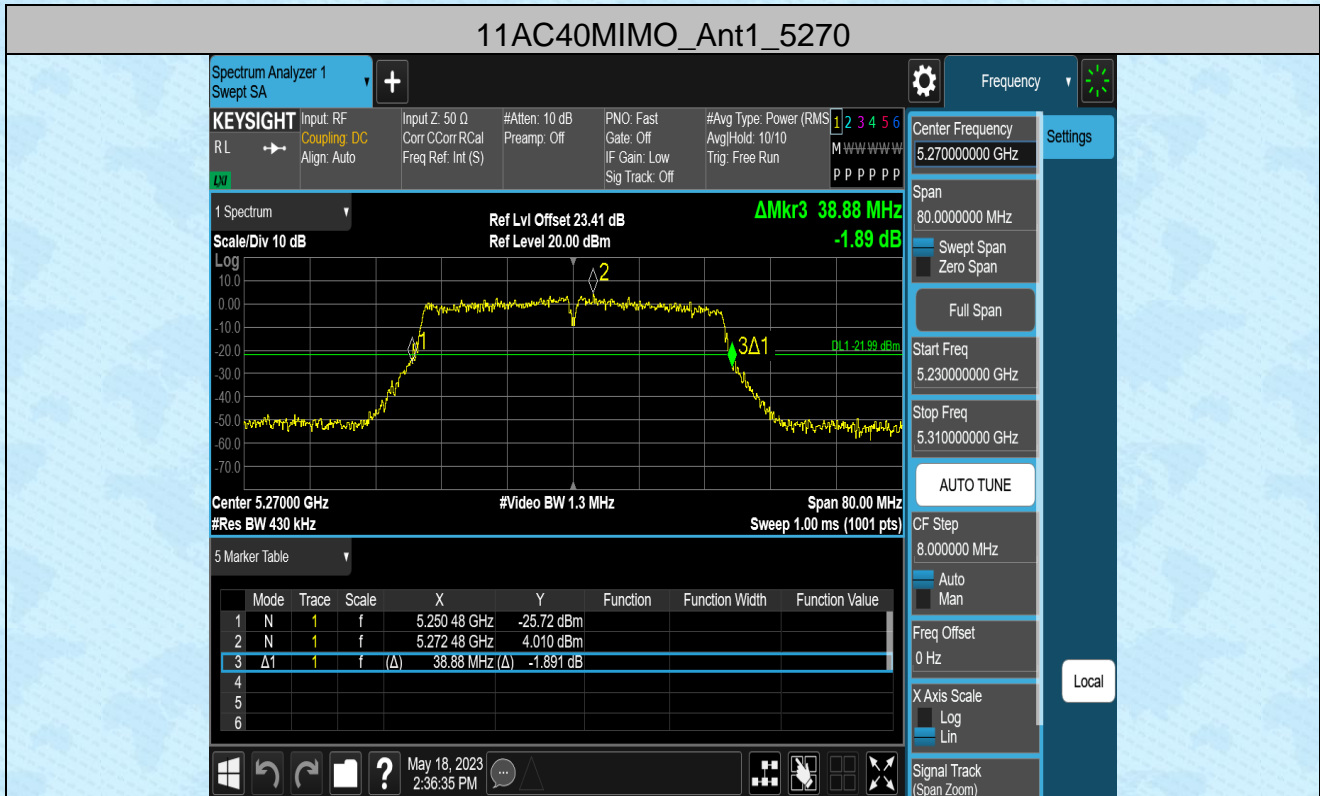 11AC40MIMO_Ant1_5270
Spectrum Analyzer 1
Swept SA
Frequency
KEYSIGHT
RL
LXI
Input: RF
Coupling: DC
Align: Auto
Input Z: 50 Ω
Corr CCorr RCal
Freq Ref: Int (S)
#Atten: 10 dB
Preamp: Off
PNO: Fast
Gate: Off
IF Gain: Low
Sig Track: Off
#Avg Type: Power (RMS
Avg|Hold: 10/10
Trig: Free Run
1 2 3 4 5 6
M W W W W W
P P P P P P
1 Spectrum
Scale/Div 10 dB
Ref Lvl Offset 23.41 dB
Ref Level 20.00 dBm
ΔMkr3 38.88 MHz
-1.89 dB
Log
10.0
0.00
-10.0
-20.0
-30.0
-40.0
-50.0
-60.0
-70.0
2
1
3Δ1
DL1 -21.99 dBm
Center 5.27000 GHz
#Res BW 430 kHz
#Video BW 1.3 MHz
Span 80.00 MHz
Sweep 1.00 ms (1001 pts)
5 Marker Table
Mode Trace Scale X Y Function Function Width Function Value
1 N 1 f 5.250 48 GHz -25.72 dBm
2 N 1 f 5.272 48 GHz 4.010 dBm
3 Δ1 1 f (Δ) 38.88 MHz (Δ) -1.891 dB
4
5
6
?
May 18, 2023
2:36:35 PM
Center Frequency
5.270000000 GHz
Settings
Span
80.0000000 MHz
Swept Span
Zero Span
Full Span
Start Freq
5.230000000 GHz
Stop Freq
5.310000000 GHz
AUTO TUNE
CF Step
8.000000 MHz
Auto
Man
Freq Offset
0 Hz
X Axis Scale
Log
Lin
Local
Signal Track
(Span Zoom)